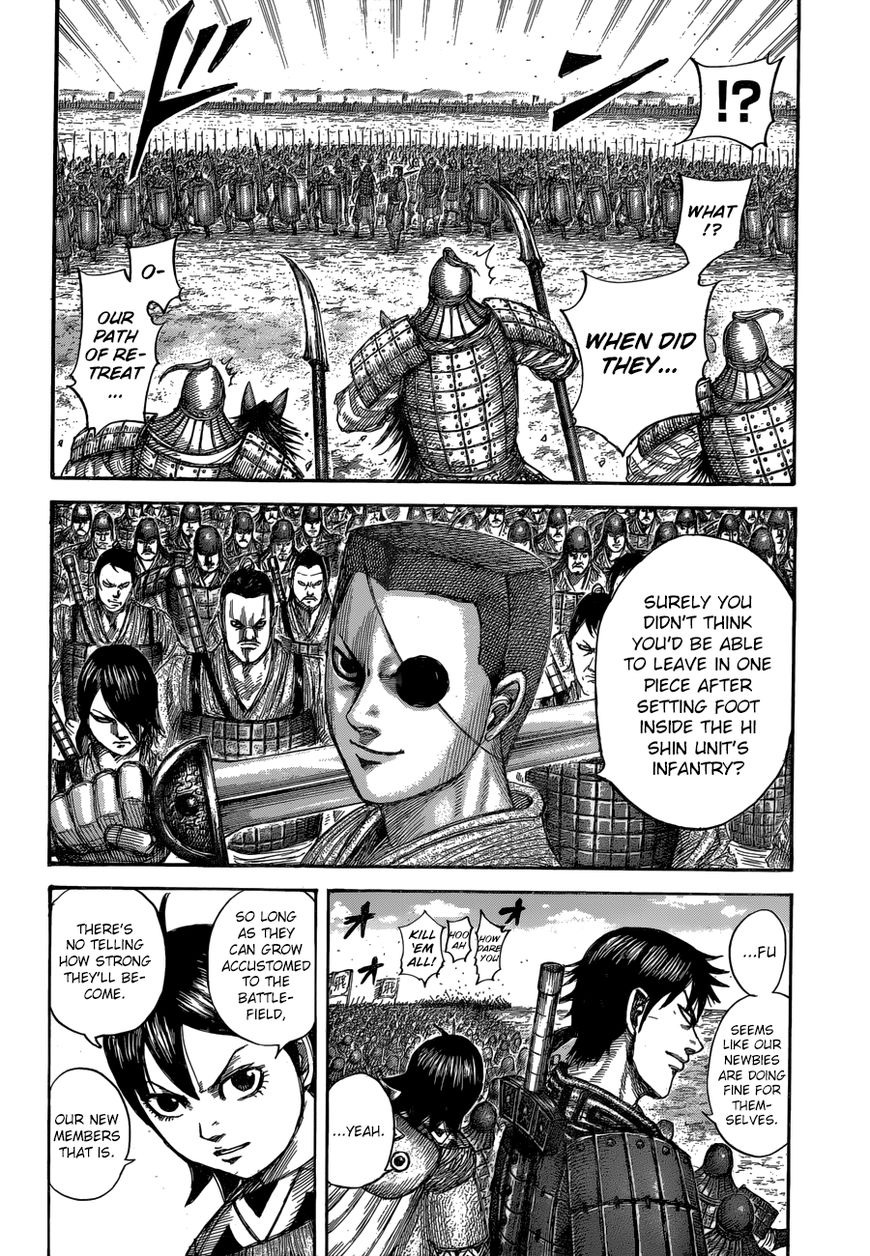 ドン
!?
WHAT
!?
WHEN DID
THEY...
O-
OUR
PATH
OF RE-
TREAT
...
SURELY YOU
DIDN'T THINK
YOU'D BE ABLE
TO LEAVE IN ONE
PIECE AFTER
SETTING FOOT
INSIDE THE HI
SHIN UNIT'S
INFANTRY?
...FU
SEEMS
LIKE OUR
NEWBIES
ARE DOING
FINE FOR
THEM-
SELVES.
HOW
DARE
YOU
HOO
AH
KILL
'EM
ALL!
...YEAH.
SO LONG
AS THEY
CAN GROW
ACCUSTOMED
TO THE
BATTLE-
FIELD,
THERE'S
NO TELLING
HOW STRONG
THEY'LL BE-
COME.
OUR NEW
MEMBERS
THAT IS.